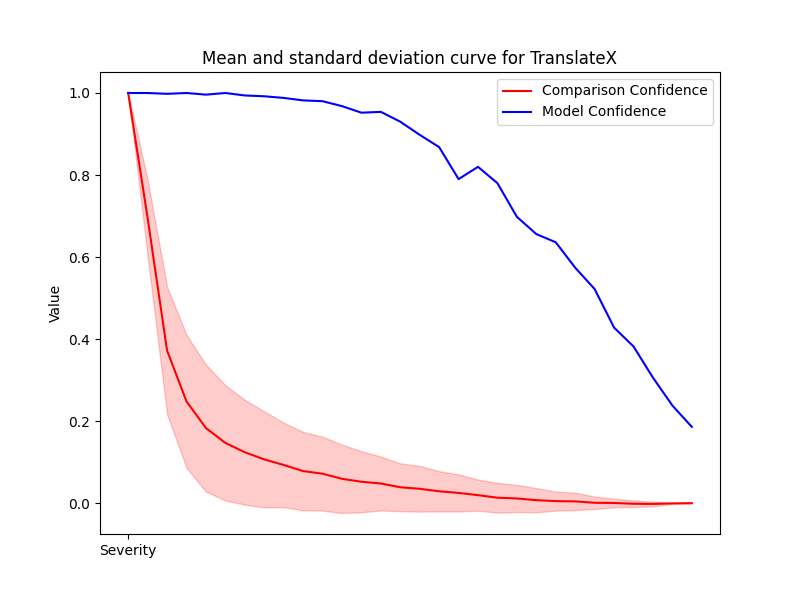 Mean and standard deviation curve for TranslateX
Comparison Confidence
Model Confidence
1.0
0.8
0.6
0.4
0.2
0.0
Value
Severity